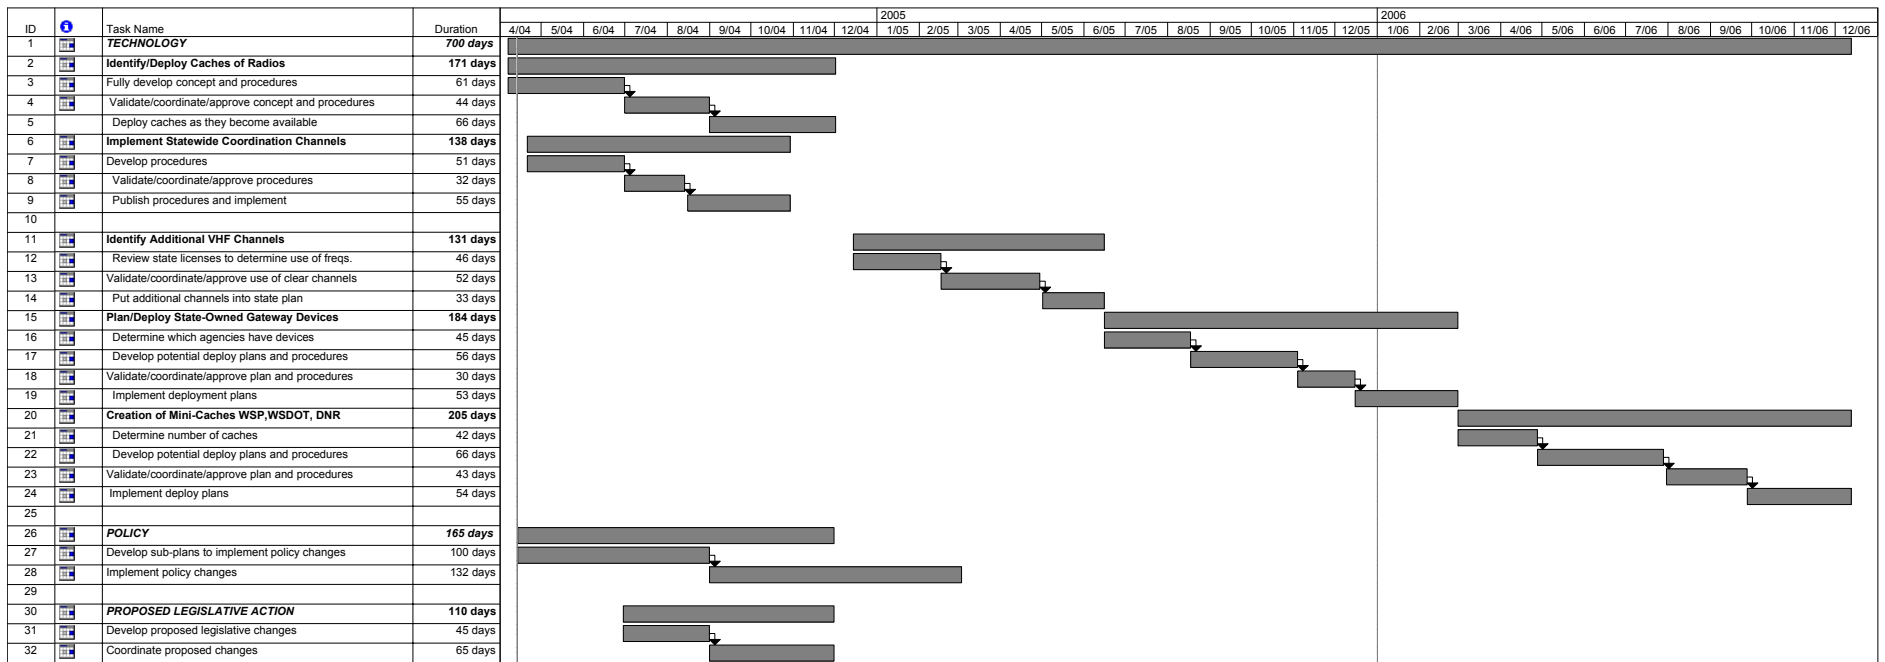 2005 2006
ID Task Name Duration 4/04 5/04 6/04 7/04 8/04 9/04 10/04 11/04 12/04 1/05 2/05 3/05 4/05 5/05 6/05 7/05 8/05 9/05 10/05 11/05 12/05 1/06 2/06 3/06 4/06 5/06 6/06 7/06 8/06 9/06 10/06 11/06 12/06
1 TECHNOLOGY 700 days
2 Identify/Deploy Caches of Radios 171 days
3 Fully develop concept and procedures 61 days
4 Validate/coordinate/approve concept and procedures 44 days
5 Deploy caches as they become available 66 days
6 Implement Statewide Coordination Channels 138 days
7 Develop procedures 51 days
8 Validate/coordinate/approve procedures 32 days
9 Publish procedures and implement 55 days
10
11 Identify Additional VHF Channels 131 days
12 Review state licenses to determine use of freqs. 46 days
13 Validate/coordinate/approve use of clear channels 52 days
14 Put additional channels into state plan 33 days
15 Plan/Deploy State-Owned Gateway Devices 184 days
16 Determine which agencies have devices 45 days
17 Develop potential deploy plans and procedures 56 days
18 Validate/coordinate/approve plan and procedures 30 days
19 Implement deployment plans 53 days
20 Creation of Mini-Caches WSP,WSDOT, DNR 205 days
21 Determine number of caches 42 days
22 Develop potential deploy plans and procedures 66 days
23 Validate/coordinate/approve plan and procedures 43 days
24 Implement deploy plans 54 days
25
26 POLICY 165 days
27 Develop sub-plans to implement policy changes 100 days
28 Implement policy changes 132 days
29
30 PROPOSED LEGISLATIVE ACTION 110 days
31 Develop proposed legislative changes 45 days
32 Coordinate proposed changes 65 days